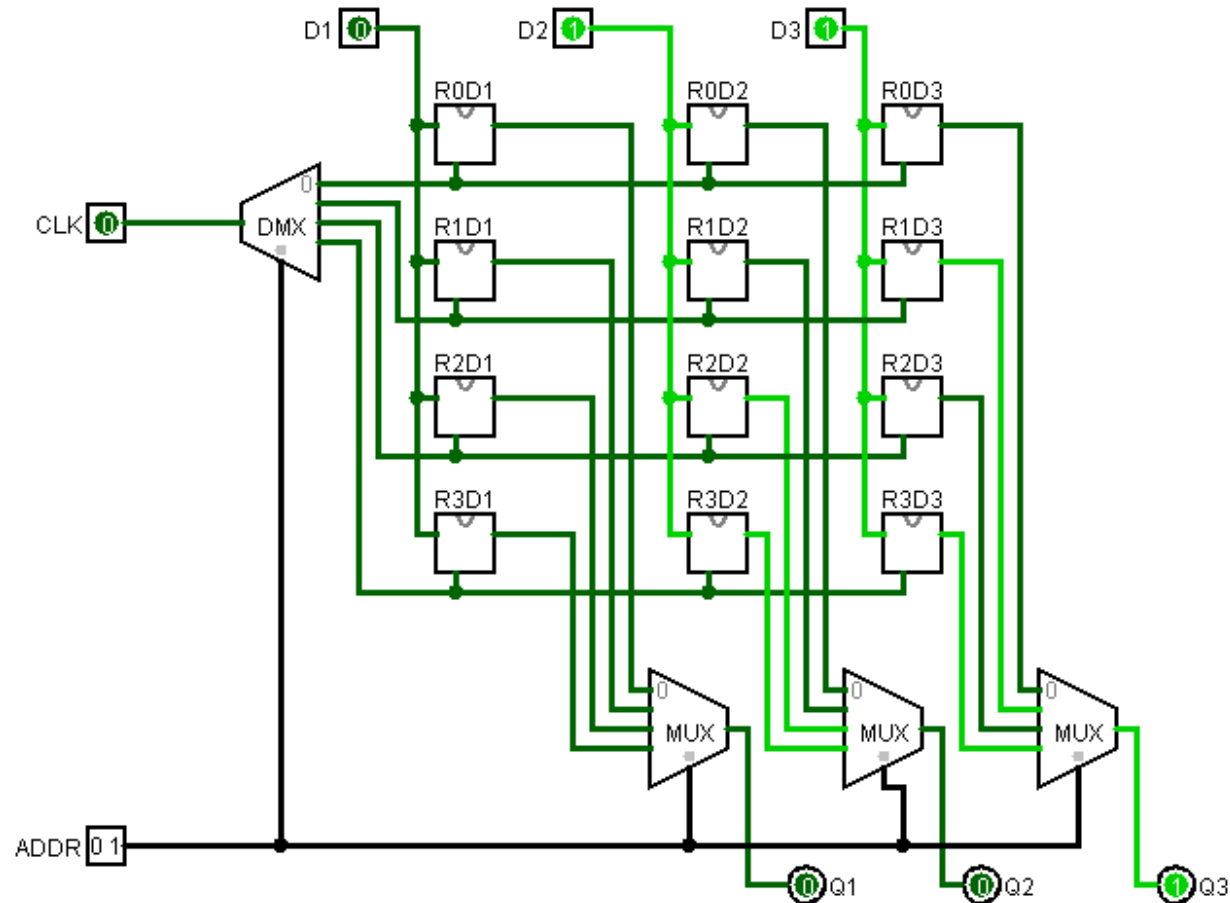 D1 0 D2 1 D3 1
R0D1 R0D2 R0D3
0
CLK 0 DMX
R1D1 R1D2 R1D3
R2D1 R2D2 R2D3
R3D1 R3D2 R3D3
0 0 0
MUX MUX MUX
ADDR 0 1
0 Q1 0 Q2 1 Q3